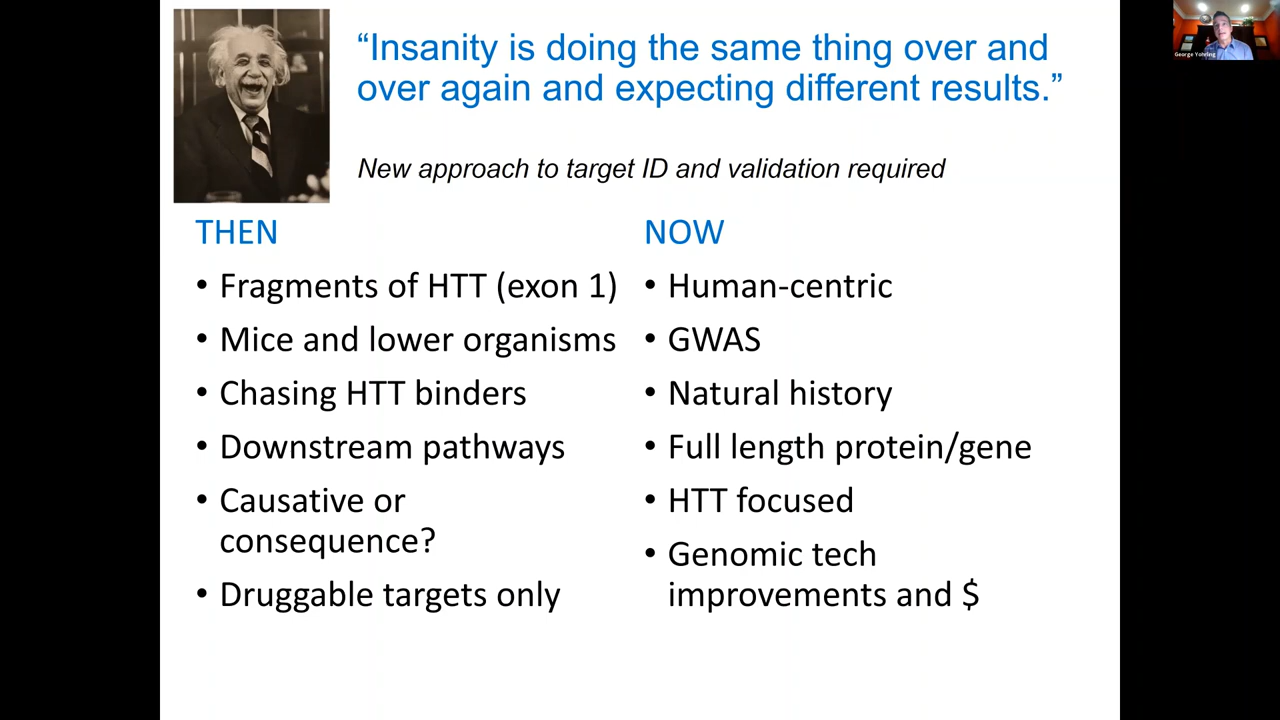 “Insanity is doing the same thing over and
over again and expecting different results.”
New approach to target ID and validation required
THEN
• Fragments of HTT (exon 1)
• Mice and lower organisms
• Chasing HTT binders
• Downstream pathways
• Causative or
consequence?
• Druggable targets only
NOW
• Human-centric
• GWAS
• Natural history
• Full length protein/gene
• HTT focused
• Genomic tech
improvements and $
George Yohrling